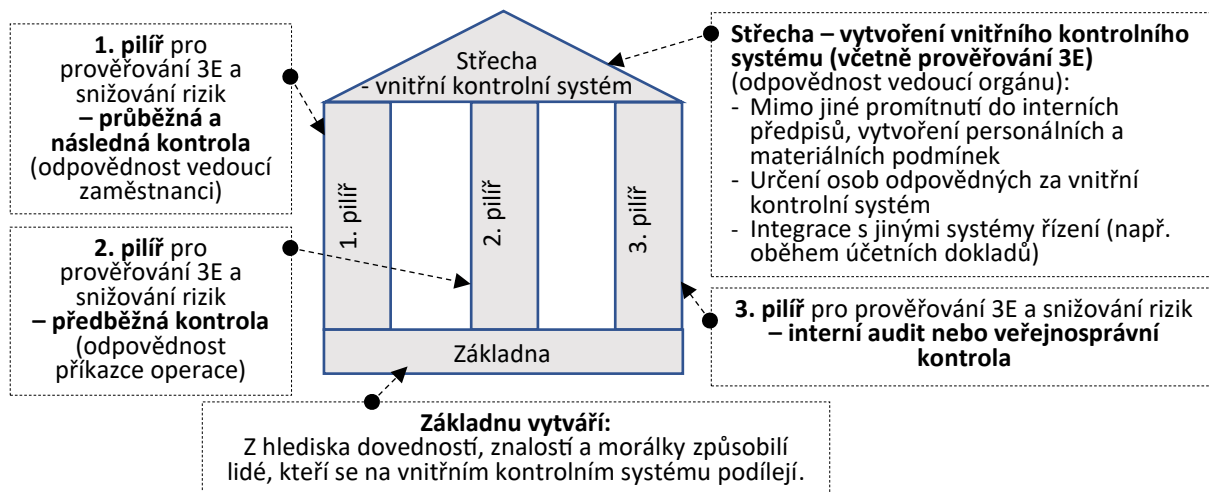 1. pilíř pro
prověřování 3E a
snižování rizik
– průběžná a
následná kontrola
(odpovědnost vedoucí
zaměstnanci)
2. pilíř pro
prověřování 3E a
snižování rizik
– předběžná kontrola
(odpovědnost
příkazce operace)
Střecha
- vnitřní kontrolní systém
1. pilíř
2. pilíř
3. pilíř
Základna
Střecha – vytvoření vnitřního kontrolního
systému (včetně prověřování 3E)
(odpovědnost vedoucí orgánu):
- Mimo jiné promítnutí do interních
předpisů, vytvoření personálních a
materiálních podmínek
- Určení osob odpovědných za vnitřní
kontrolní systém
- Integrace s jinými systémy řízení (např.
oběhem účetních dokladů)
3. pilíř pro prověřování 3E a snižování rizik
– interní audit nebo veřejnosprávní
kontrola
Základnu vytváří:
Z hlediska dovedností, znalostí a morálky způsobilí
lidé, kteří se na vnitřním kontrolním systému podílejí.